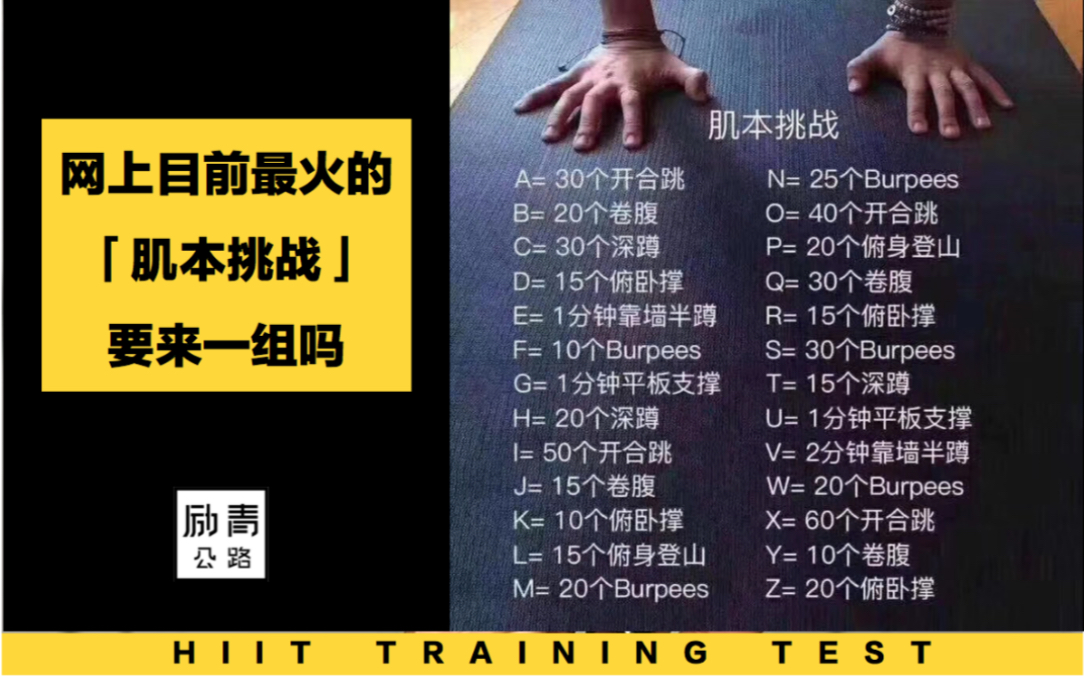 网上目前最火的
「肌本挑战」
要来一组吗
励青
公路
肌本挑战
A= 30个开合跳
B= 20个卷腹
C= 30个深蹲
D= 15个俯卧撑
E= 1分钟靠墙半蹲
F= 10个Burpees
G= 1分钟平板支撑
H= 20个深蹲
I= 50个开合跳
J= 15个卷腹
K= 10个俯卧撑
L= 15个俯身登山
M= 20个Burpees
N= 25个Burpees
O= 40个开合跳
P= 20个俯身登山
Q= 30个卷腹
R= 15个俯卧撑
S= 30个Burpees
T= 15个深蹲
U= 1分钟平板支撑
V= 2分钟靠墙半蹲
W= 20个Burpees
X= 60个开合跳
Y= 10个卷腹
Z= 20个俯卧撑
HIIT TRAINING TEST